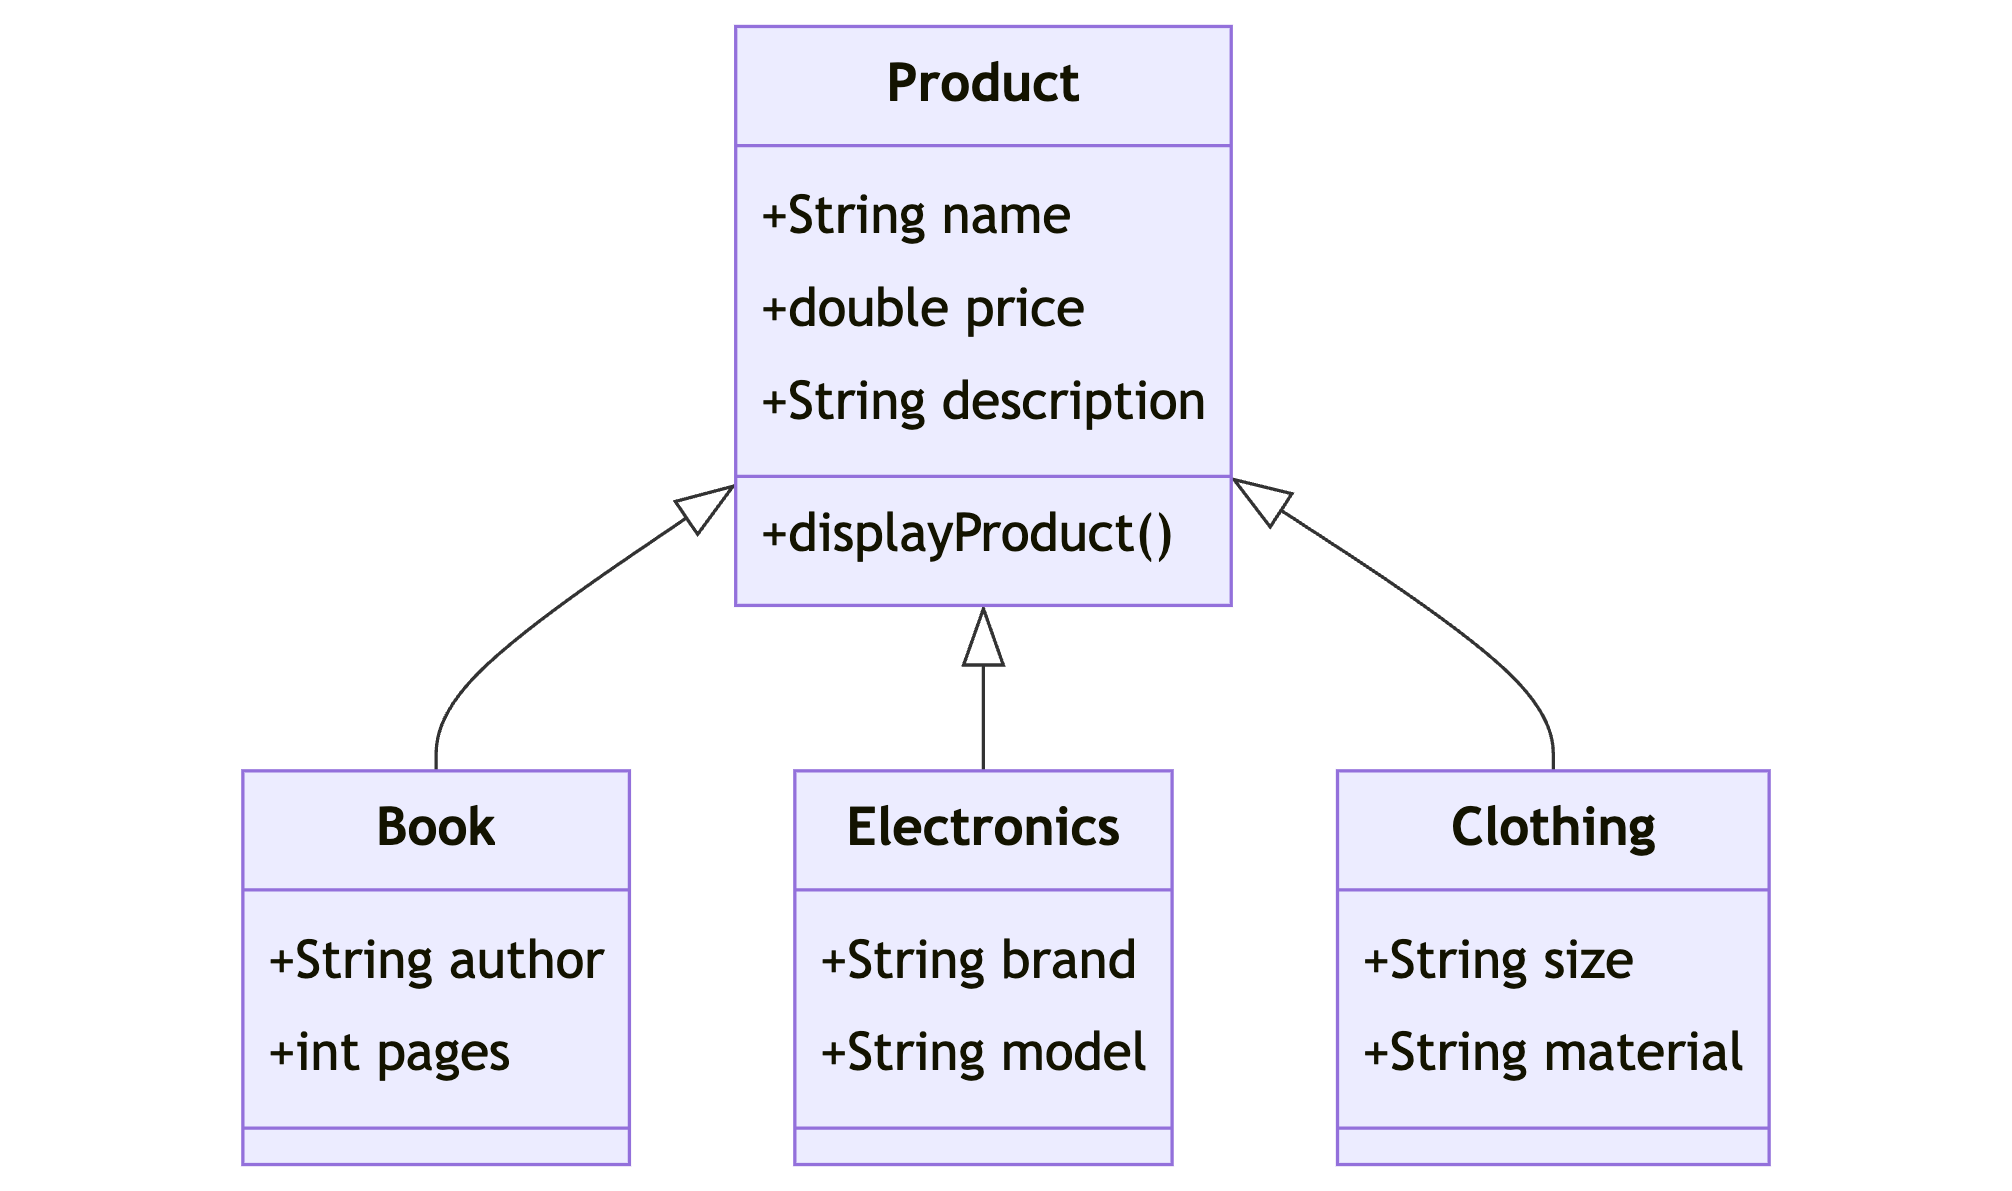 Product
+String name
+double price
+String description
+displayProduct()
Book
+String author
+int pages
Electronics
+String brand
+String model
Clothing
+String size
+String material